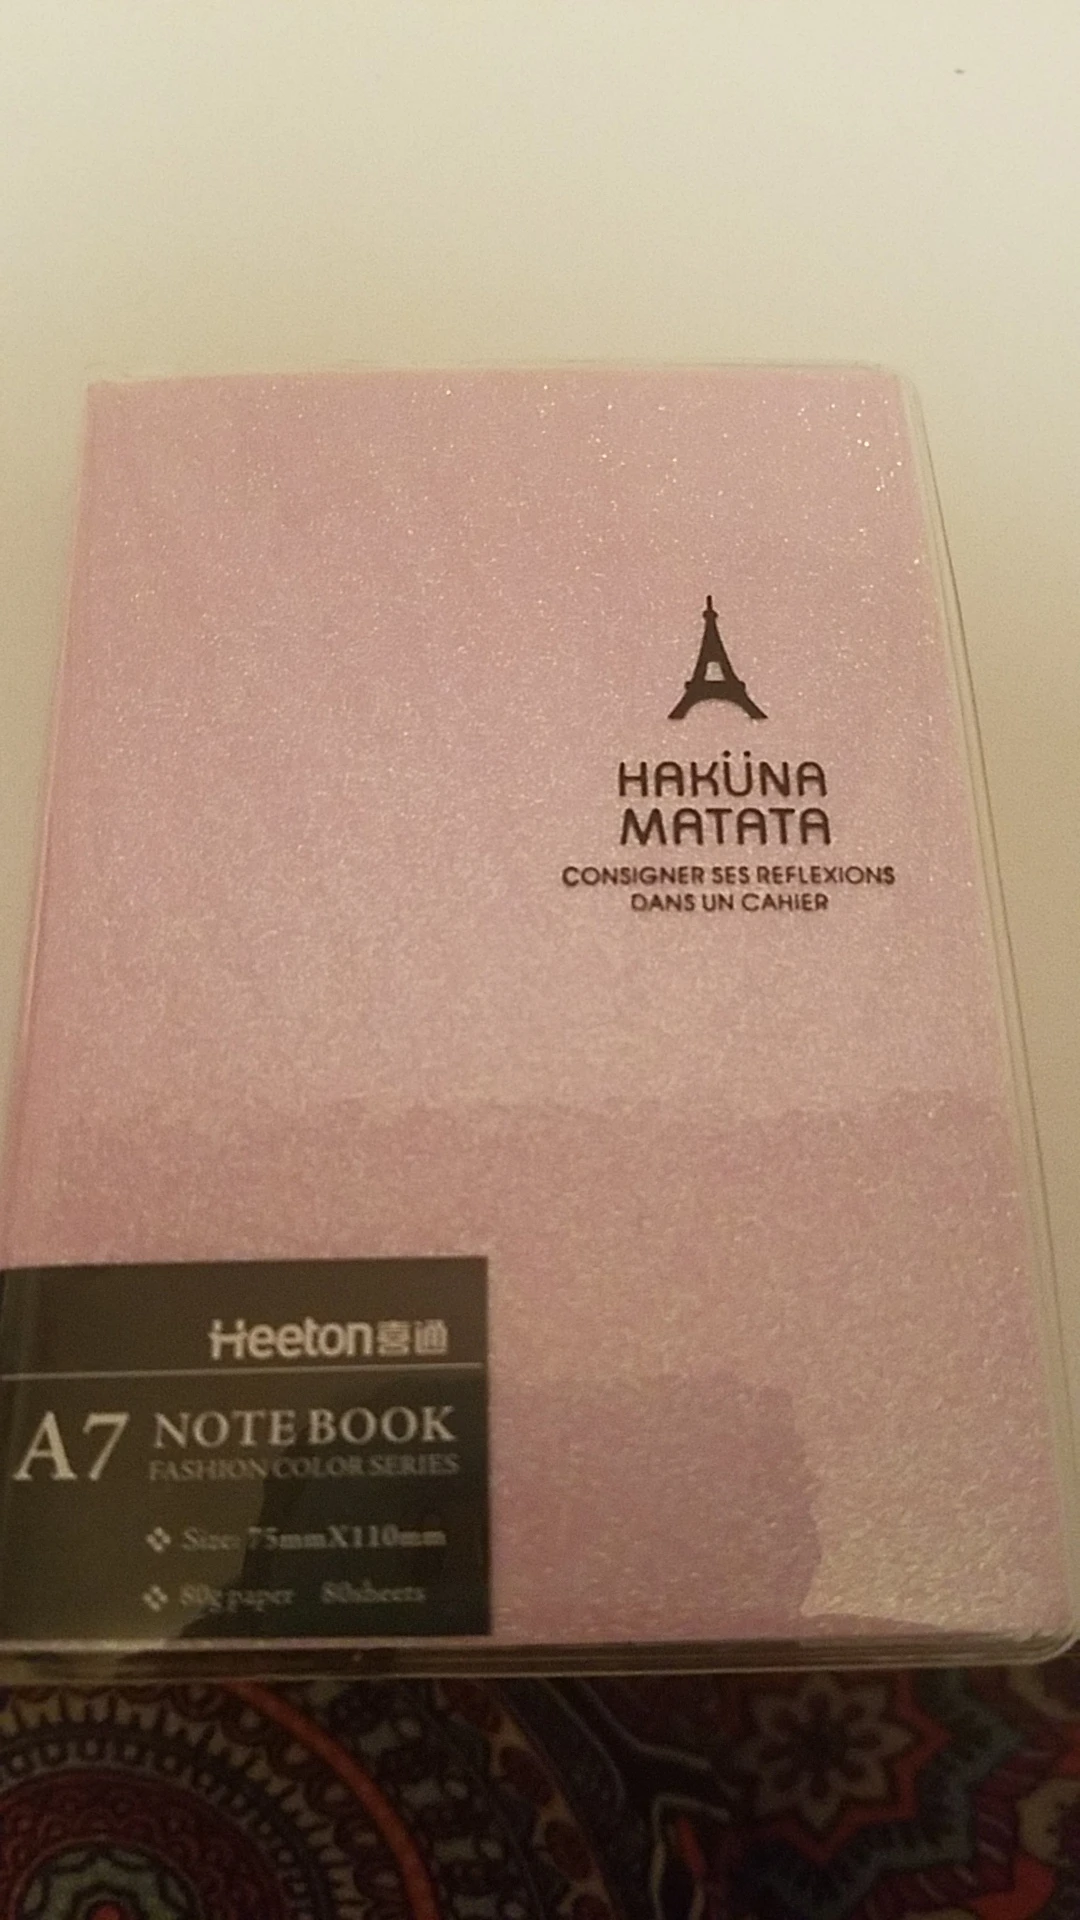 HAKÜNA
MATATA
CONSIGNER SES REFLEXIONS
DANS UN CAHIER
Heeton喜通
A7 NOTE BOOK
FASHION COLOR SERIES
Size: 75mmX110mm
80g paper 80sheets